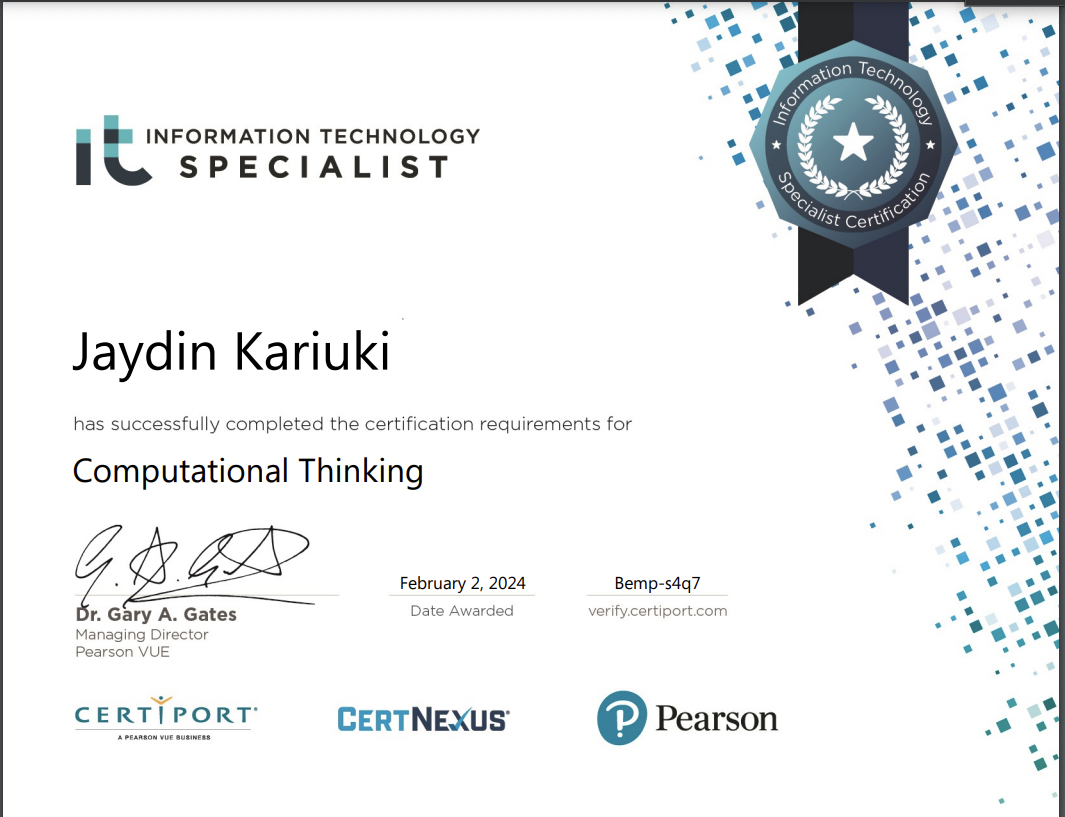 it INFORMATION TECHNOLOGY
SPECIALIST
Information Technology
Specialist Certification
Jaydin Kariuki
has successfully completed the certification requirements for
Computational Thinking
Dr. Gary A. Gates
Managing Director
Pearson VUE
February 2, 2024
Date Awarded
Bemp-s4q7
verify.certiport.com
CERTIPORT®
A PEARSON VUE BUSINESS
CERTNEXUS®
P Pearson